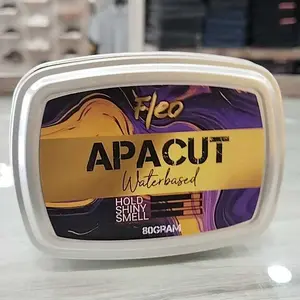 Fleo
APACUT
Waterbased
HOLD
SHINY
SMELL
80GRAM